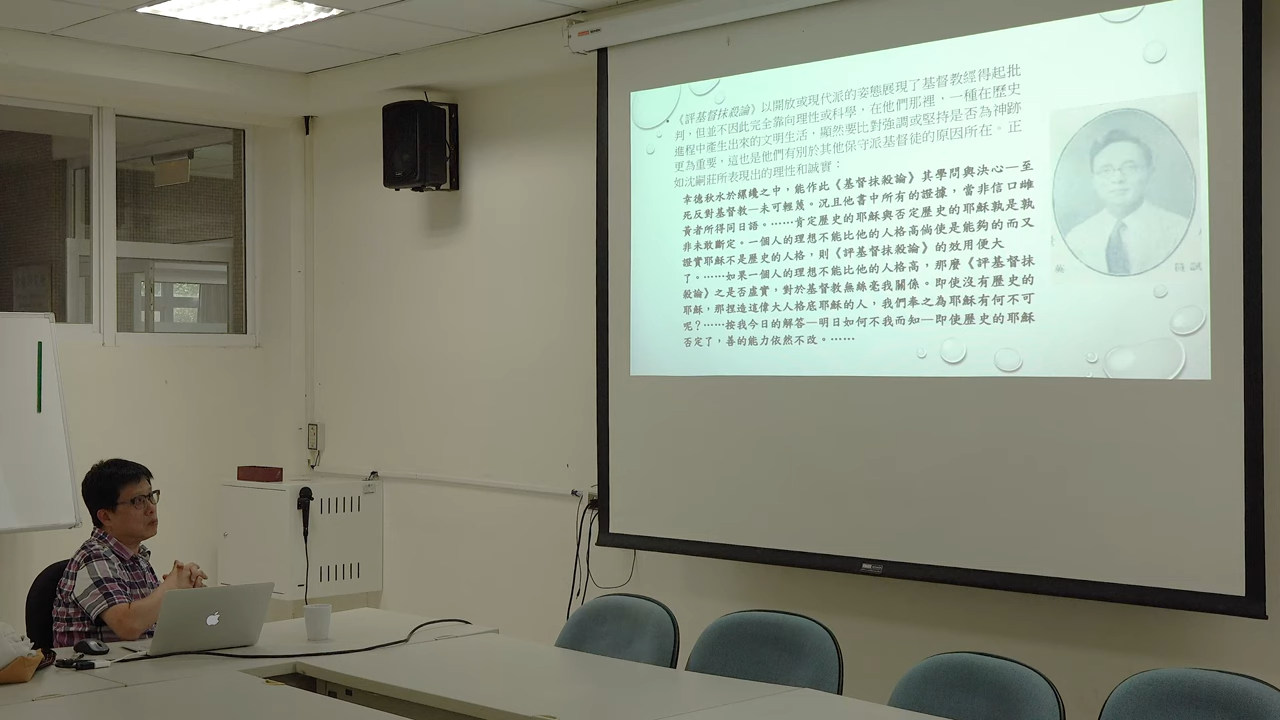 《評基督抹殺論》以開放或現代派的姿態展現了基督教經得起批
判，但並不因此完全靠向理性或科學，在他們那裡，一種在歷史
進程中產生出來的文明生活，顯然要比對強調或堅持是否為神跡
更為重要，這也是他們有別於其他保守派基督徒的原因所在。正
如沈嗣莊所表現出的理性和誠實：
幸德秋水於縲絏之中，能作此《基督抹殺論》其學問與決心—至
死反對基督教—未可輕蔑。況且他書中所有的證據，當非信口雌
黃者所得同日語。……肯定歷史的耶穌與否定歷史的耶穌孰是孰
非未敢斷定。一個人的理想不能比他的人格高倘使是能夠的而又
證實耶穌不是歷史的人格，則《評基督抹殺論》的效用便大
了。……如果一個人的理想不能比他的人格高，那麼《評基督抹
殺論》之是否虛實，對於基督教無絲毫我關係。即使沒有歷史的
耶穌，那捏造這偉大人格底耶穌的人，我們奉之為耶穌有何不可
呢？……按我今日的解答—明日如何不我而知—即使歷史的耶穌
否定了，善的能力依然不改。……